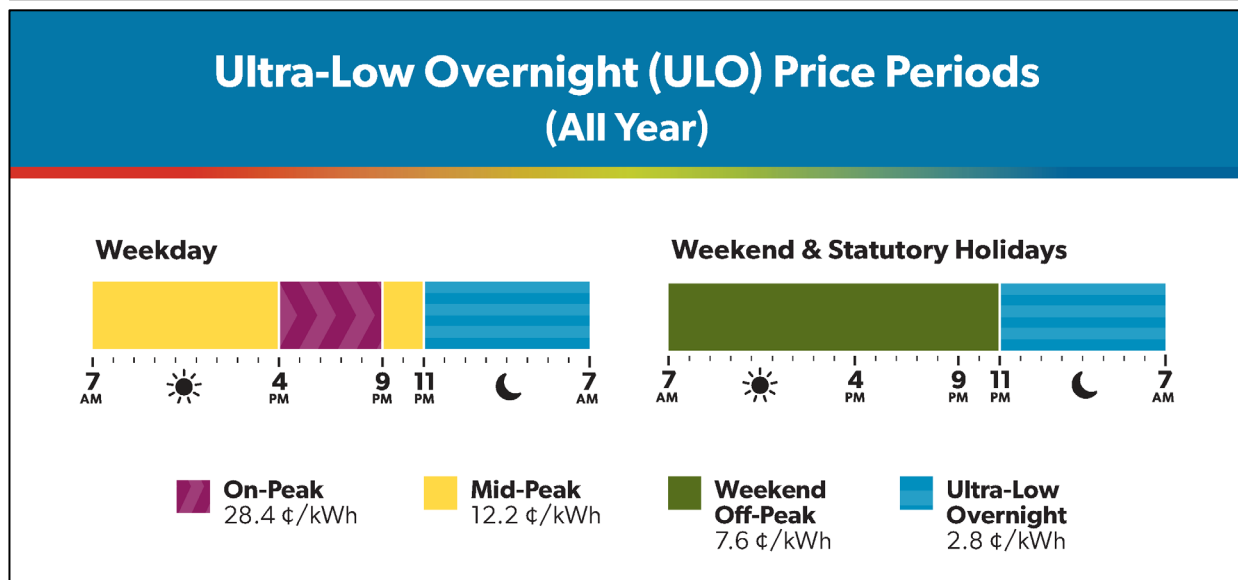 Ultra-Low Overnight (ULO) Price Periods
(All Year)
Weekday
7 AM
4 PM
9 PM
11 PM
7 AM
Weekend & Statutory Holidays
7 AM
4 PM
9 PM
11 PM
7 AM
On-Peak
28.4 ¢/kWh
Mid-Peak
12.2 ¢/kWh
Weekend
Off-Peak
7.6 ¢/kWh
Ultra-Low
Overnight
2.8 ¢/kWh